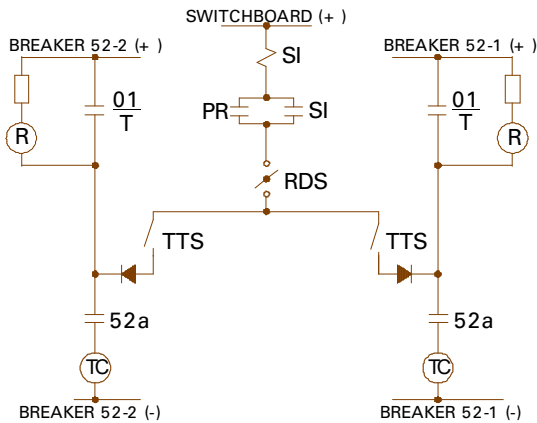 SWITCHBOARD (+ )
BREAKER 52-2 (+ )
BREAKER 52-1 (+ )
SI
01
T
R
PR
SI
01
T
R
RDS
TTS
TTS
52a
52a
TC
TC
BREAKER 52-2 (-)
BREAKER 52-1 (-)